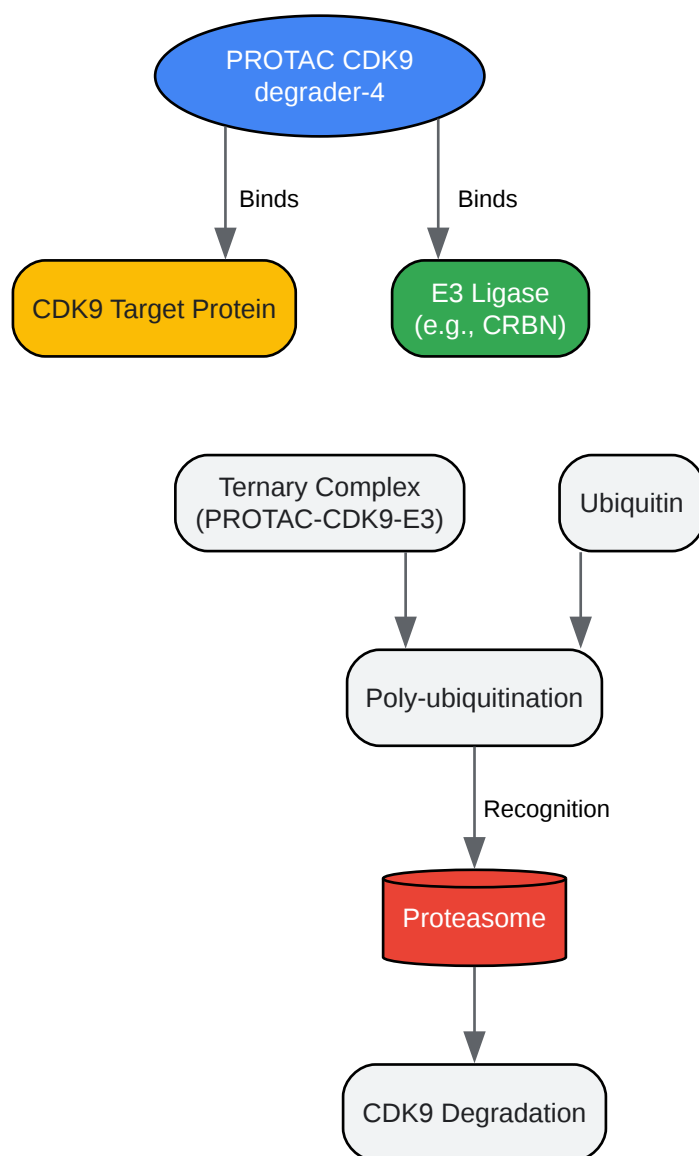 PROTAC CDK9
degrader-4
Binds
Binds
CDK9 Target Protein
E3 Ligase
(e.g., CRBN)
Ternary Complex
(PROTAC-CDK9-E3)
Ubiquitin
Poly-ubiquitination
Recognition
Proteasome
CDK9 Degradation